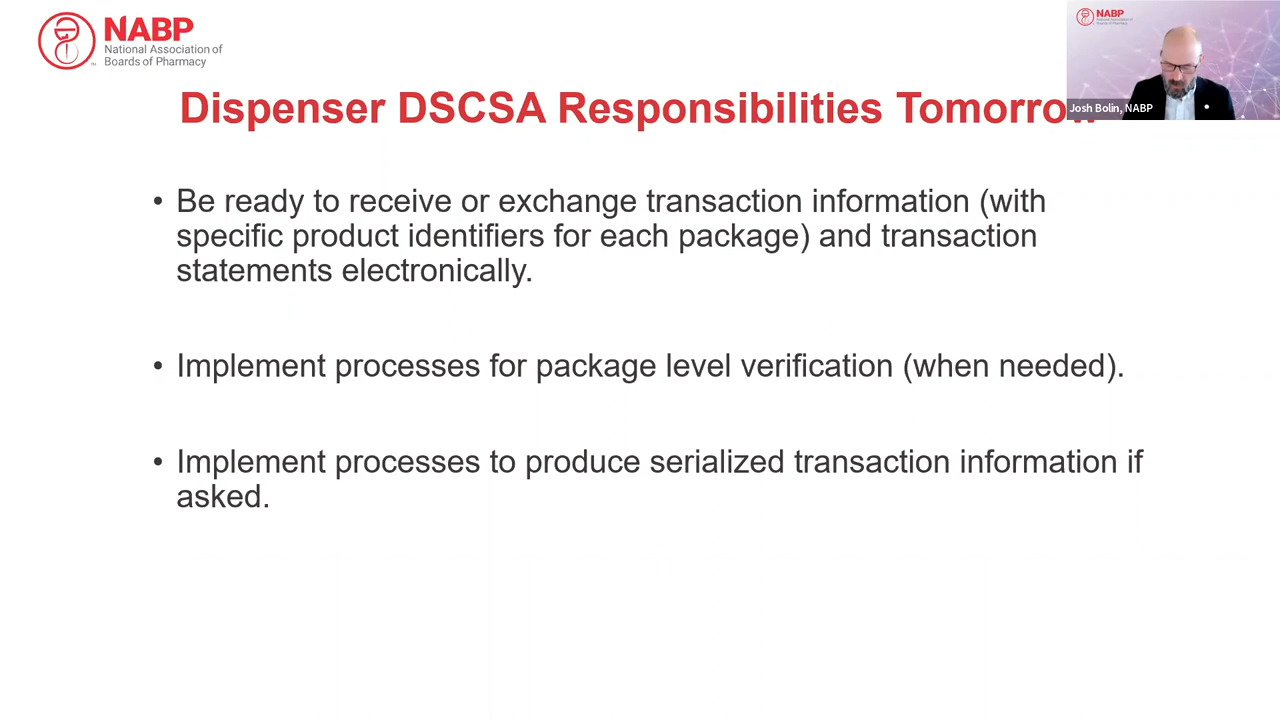 NABP
National Association of
Boards of Pharmacy
NABP
Josh Bolin, NABP
Dispenser DSCSA Responsibilities Tomorrow
• Be ready to receive or exchange transaction information (with
specific product identifiers for each package) and transaction
statements electronically.
• Implement processes for package level verification (when needed).
• Implement processes to produce serialized transaction information if
asked.